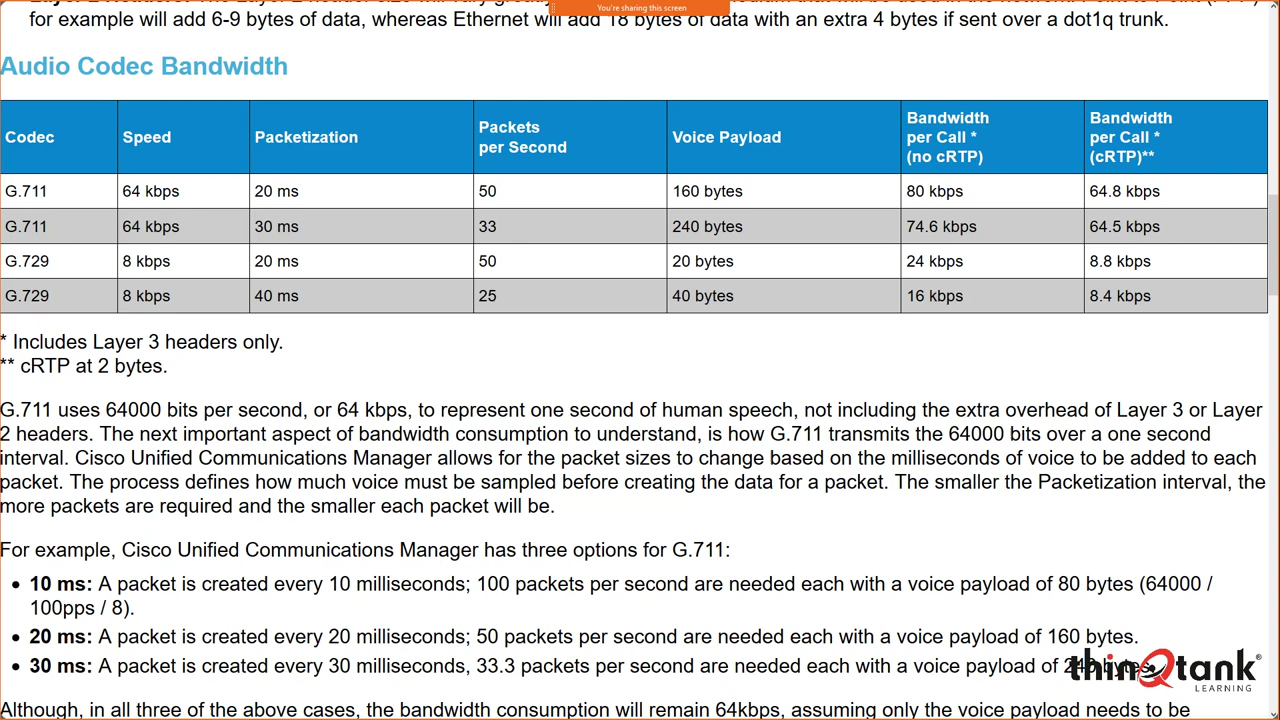 You're sharing this screen
for example will add 6-9 bytes of data, whereas Ethernet will add 18 bytes of data with an extra 4 bytes if sent over a dot1q trunk.
Audio Codec Bandwidth
Codec Speed Packetization Packets per Second Voice Payload Bandwidth per Call * (no cRTP) Bandwidth per Call * (cRTP)**
G.711 64 kbps 20 ms 50 160 bytes 80 kbps 64.8 kbps
G.711 64 kbps 30 ms 33 240 bytes 74.6 kbps 64.5 kbps
G.729 8 kbps 20 ms 50 20 bytes 24 kbps 8.8 kbps
G.729 8 kbps 40 ms 25 40 bytes 16 kbps 8.4 kbps
* Includes Layer 3 headers only.
** cRTP at 2 bytes.
G.711 uses 64000 bits per second, or 64 kbps, to represent one second of human speech, not including the extra overhead of Layer 3 or Layer
2 headers. The next important aspect of bandwidth consumption to understand, is how G.711 transmits the 64000 bits over a one second
interval. Cisco Unified Communications Manager allows for the packet sizes to change based on the milliseconds of voice to be added to each
packet. The process defines how much voice must be sampled before creating the data for a packet. The smaller the Packetization interval, the
more packets are required and the smaller each packet will be.
For example, Cisco Unified Communications Manager has three options for G.711:
• 10 ms: A packet is created every 10 milliseconds; 100 packets per second are needed each with a voice payload of 80 bytes (64000 /
100pps / 8).
• 20 ms: A packet is created every 20 milliseconds; 50 packets per second are needed each with a voice payload of 160 bytes.
• 30 ms: A packet is created every 30 milliseconds, 33.3 packets per second are needed each with a voice payload of 240 bytes.
thinQtank®
LEARNING
Although, in all three of the above cases, the bandwidth consumption will remain 64kbps, assuming only the voice payload needs to be